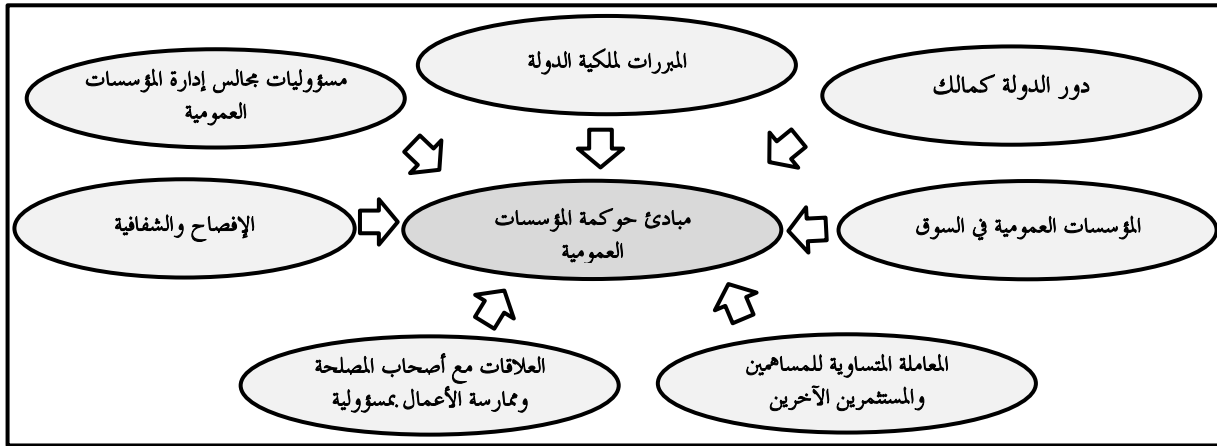 المبررات لملكية الدولة
دور الدولة كمالك
مسؤوليات مجالس إدارة المؤسسات
العمومية
المؤسسات العمومية في السوق
مبادئ حوكمة المؤسسات
العمومية
الإفصاح والشفافية
المعاملة المتساوية للمساهمين
والمستثمرين الآخرين
العلاقات مع أصحاب المصلحة
وممارسة الأعمال بمسؤولية